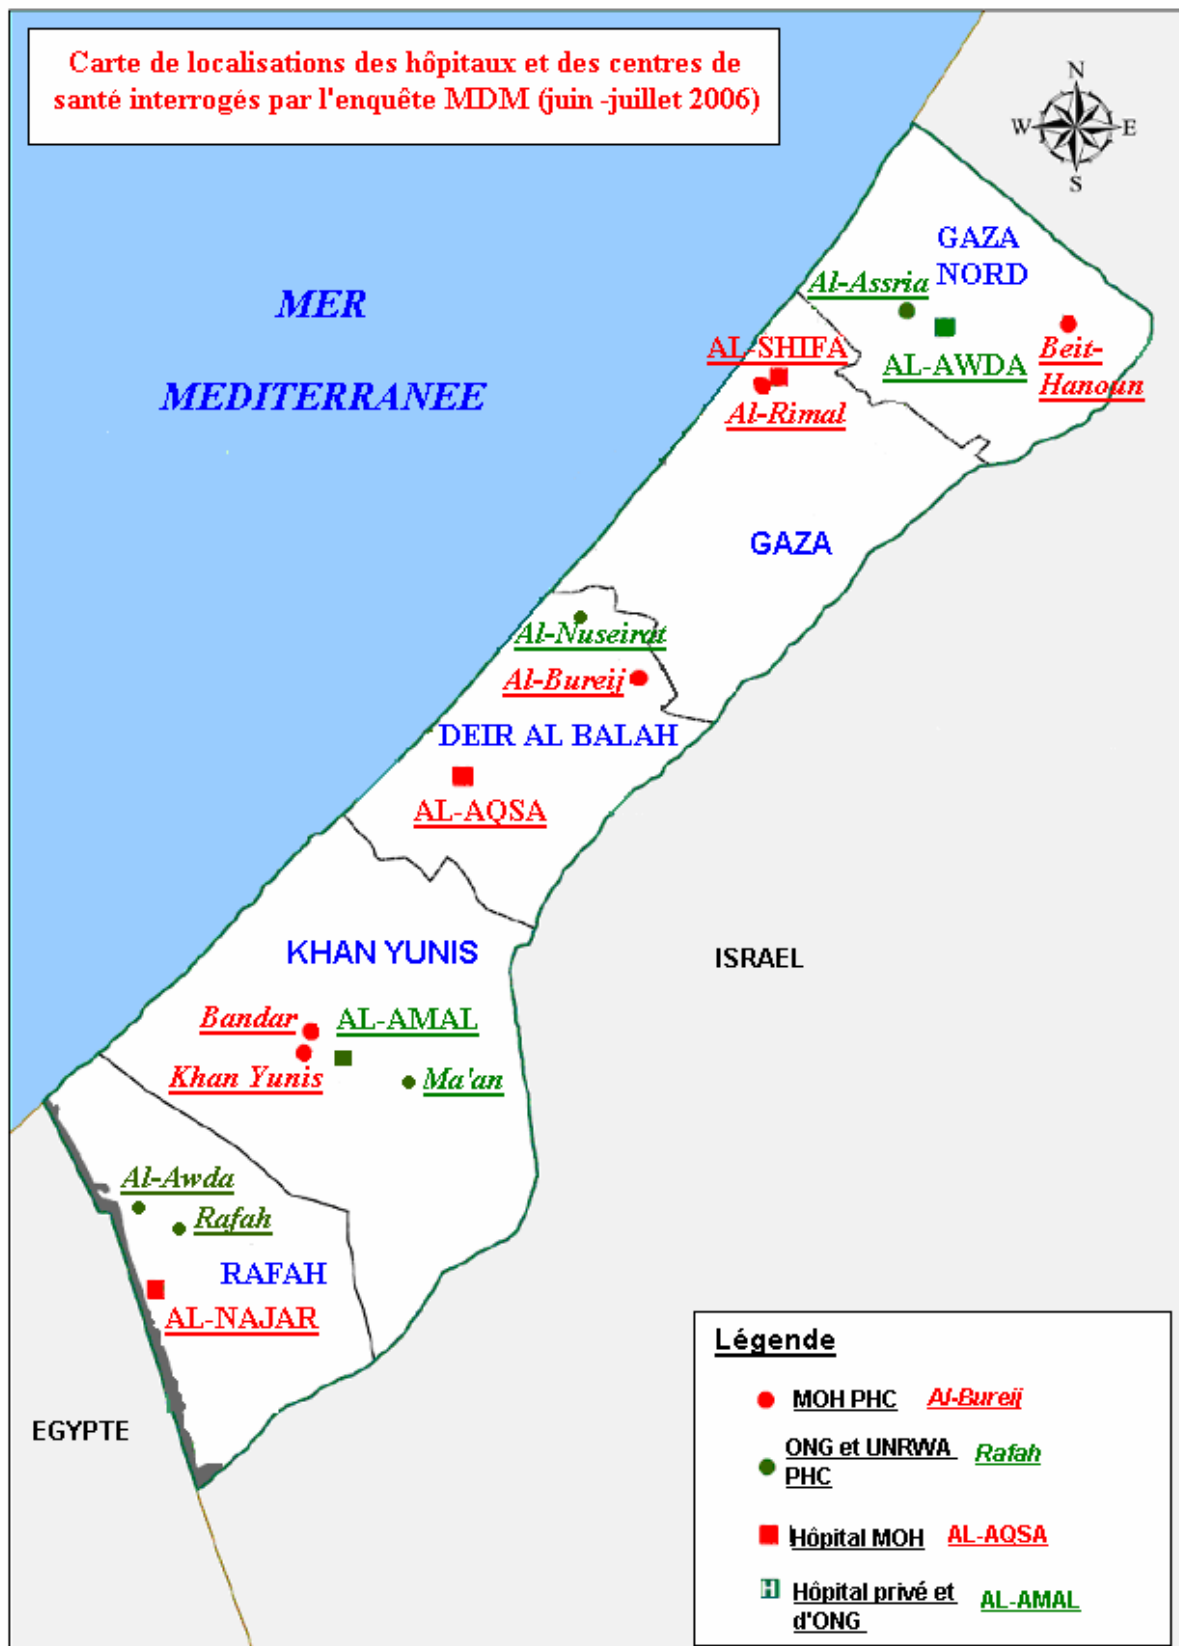 Carte de localisations des hôpitaux et des centres de
santé interrogés par l'enquête MDM (juin -juillet 2006)
N
W
E
S
GAZA
NORD
Al-Assria
MER
AL-SHIFA
AL-AWDA
Beit-
Hanoun
MEDITERRANEE
Al-Rimal
GAZA
Al-Nuseirat
Al-Bureij
DEIR AL BALAH
AL-AQSA
KHAN YUNIS
ISRAEL
Bandar
AL-AMAL
Khan Yunis
Ma'an
Al-Awda
Rafah
RAFAH
AL-NAJAR
EGYPTE
Légende
MOH PHC Al-Bureij
ONG et UNRWA Rafah
PHC
Hôpital MOH AL-AQSA
H Hôpital privé et AL-AMAL
d'ONG